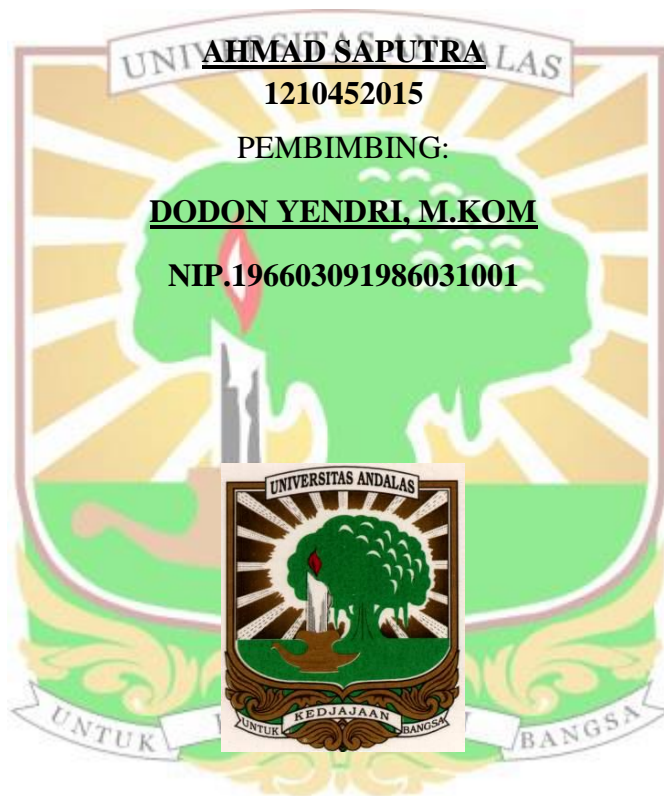 UNIVERSITAS ANDALAS
AHMAD SAPUTRA
1210452015
PEMBIMBING:
DODON YENDRI, M.KOM
NIP.196603091986031001
UNIVERSITAS ANDALAS
UNTUK KEDJAJAAN BANGSA
UNTUK BANGSA